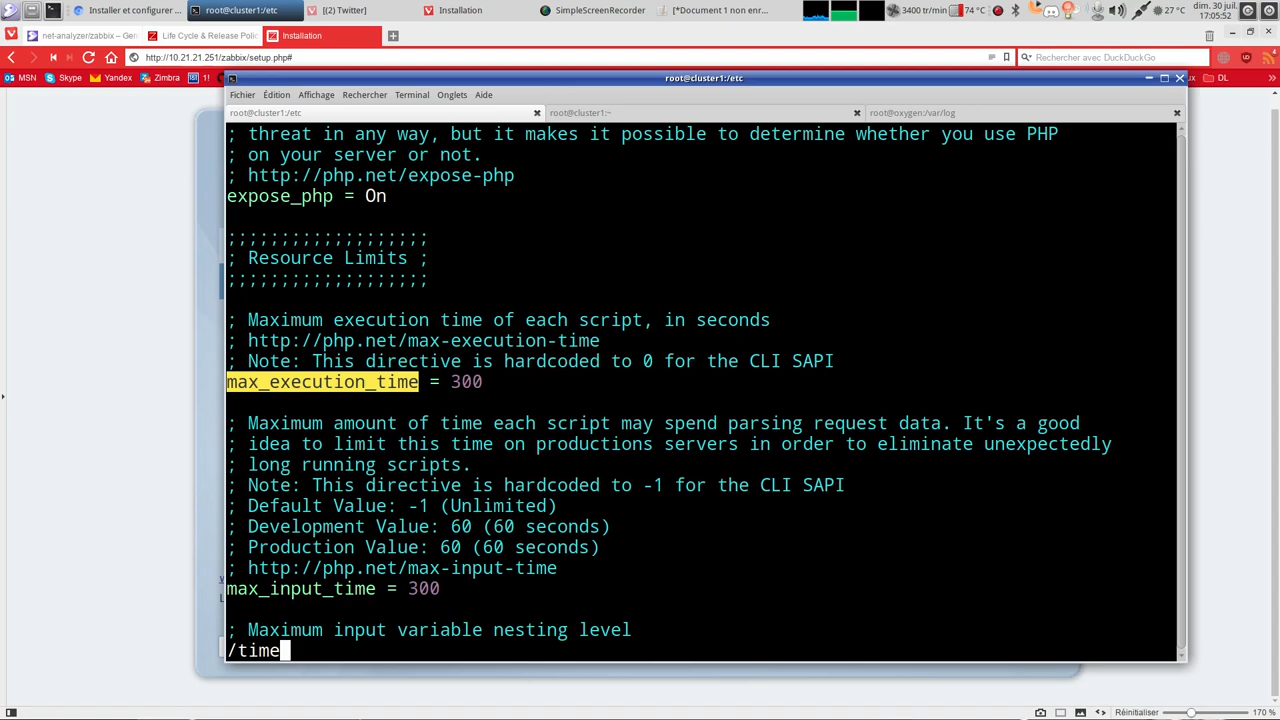 Installer et configurer ...
root@cluster1:/etc
[(2) Twitter]
Installation
SimpleScreenRecorder
[*Document 1 non enr...
3400 tr/min
74 °C
27 °C
dim. 30 juil.
17:05:52
net-analyzer/zabbix – Gen
Life Cycle & Release Poli
Installation
http://10.21.21.251/zabbix/setup.php#
Rechercher avec DuckDuckGo
MSN
Skype
Yandex
Zimbra
1!
ux
DL
root@cluster1:/etc
Fichier Édition Affichage Rechercher Terminal Onglets Aide
root@cluster1:/etc
root@cluster1:~
root@oxygen:/var/log
; threat in any way, but it makes it possible to determine whether you use PHP
; on your server or not.
; http://php.net/expose-php
expose_php = On
;;;;;;;;;;;;;;;;;;;
; Resource Limits ;
;;;;;;;;;;;;;;;;;;;
; Maximum execution time of each script, in seconds
; http://php.net/max-execution-time
; Note: This directive is hardcoded to 0 for the CLI SAPI
max_execution_time = 300
; Maximum amount of time each script may spend parsing request data. It's a good
; idea to limit this time on productions servers in order to eliminate unexpectedly
; long running scripts.
; Note: This directive is hardcoded to -1 for the CLI SAPI
; Default Value: -1 (Unlimited)
; Development Value: 60 (60 seconds)
; Production Value: 60 (60 seconds)
; http://php.net/max-input-time
max_input_time = 300
; Maximum input variable nesting level
/time
Réinitialiser
170 %